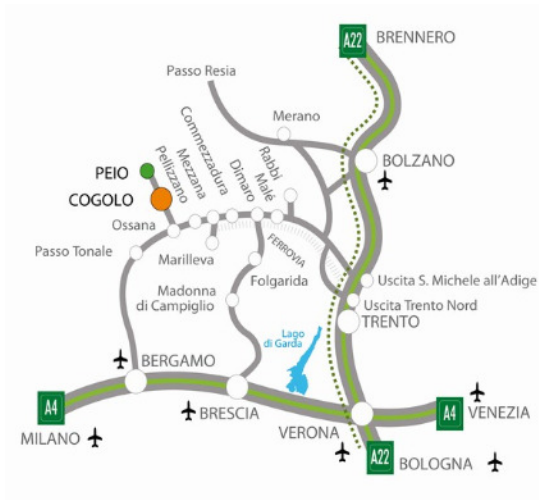 A22
BRENNERO
Passo Resia
Merano
BOLZANO
Commezzadura
Mezzana
Pellizzano
Dimaro
Malé
Rabbi
PEIO
COGOLO
Ossana
Passo Tonale
Marilleva
FERROVIA
Folgarida
Madonna
di Campiglio
Uscita S. Michele all'Adige
Uscita Trento Nord
TRENTO
Lago
di Garda
BERGAMO
BRESCIA
A4
MILANO
VERONA
A4
VENEZIA
A22
BOLOGNA